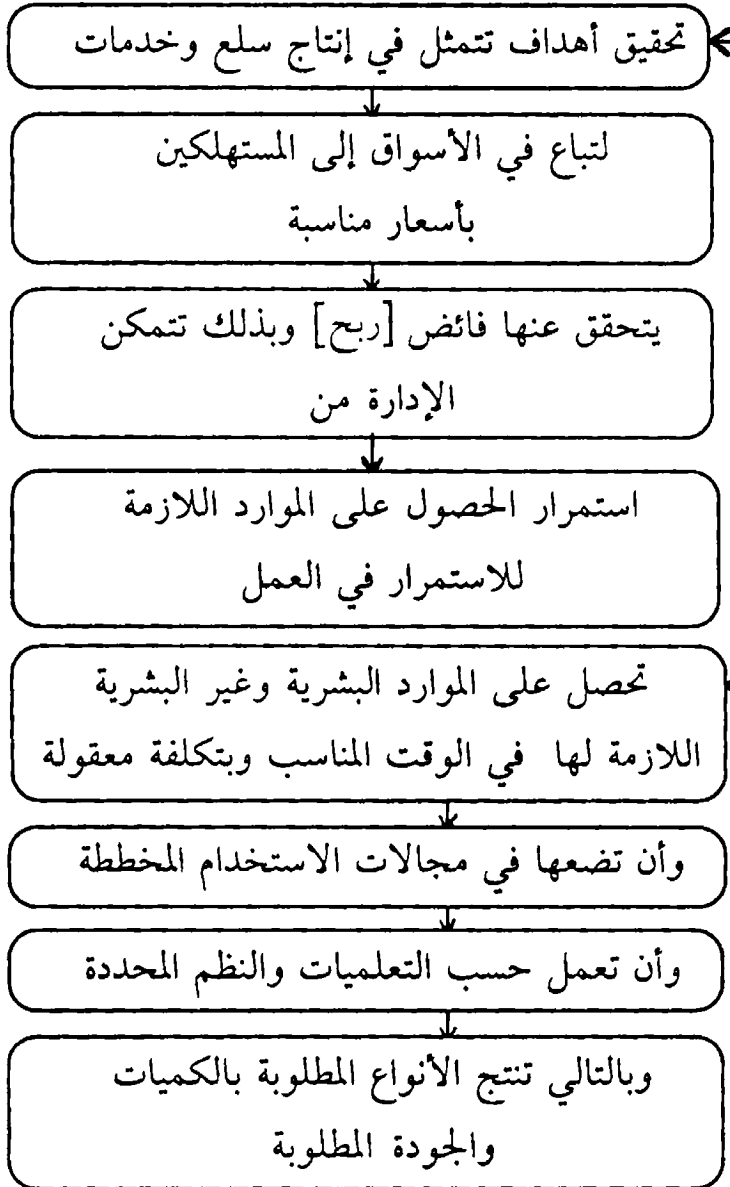 تحقيق أهداف تتمثل في إنتاج سلع وخدمات
لتباع في الأسواق إلى المستهلكين
بأسعار مناسبة
يتحقق عنها فائض [ربح] وبذلك تتمكن
الإدارة من
استمرار الحصول على الموارد اللازمة
للاستمرار في العمل
تحصل على الموارد البشرية وغير البشرية
اللازمة لها في الوقت المناسب وبتكلفة معقولة
وأن تضعها في مجالات الاستخدام المخططة
وأن تعمل حسب التعلميات والنظم المحددة
وبالتالي تنتج الأنواع المطلوبة بالكميات
والجودة المطلوبة